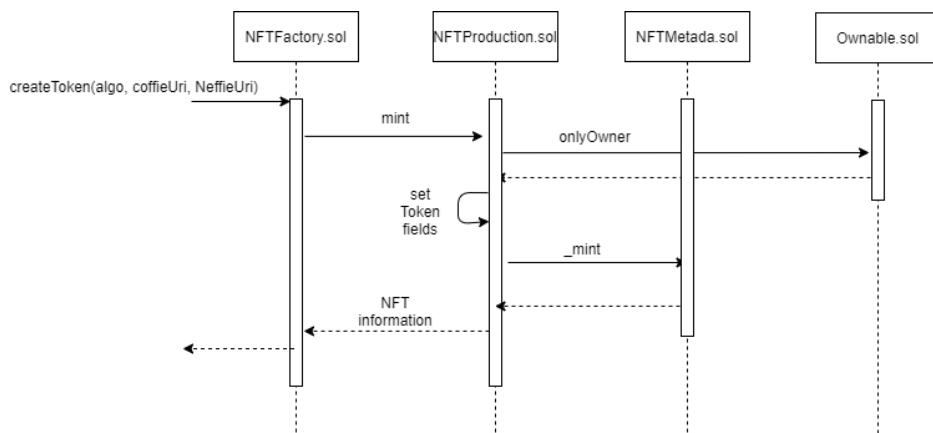 NFTFactory.sol
NFTProduction.sol
NFTMetada.sol
Ownable.sol
createToken(algo, coffieUri, NeffieUri)
mint
onlyOwner
set
Token
fields
_mint
NFT
information